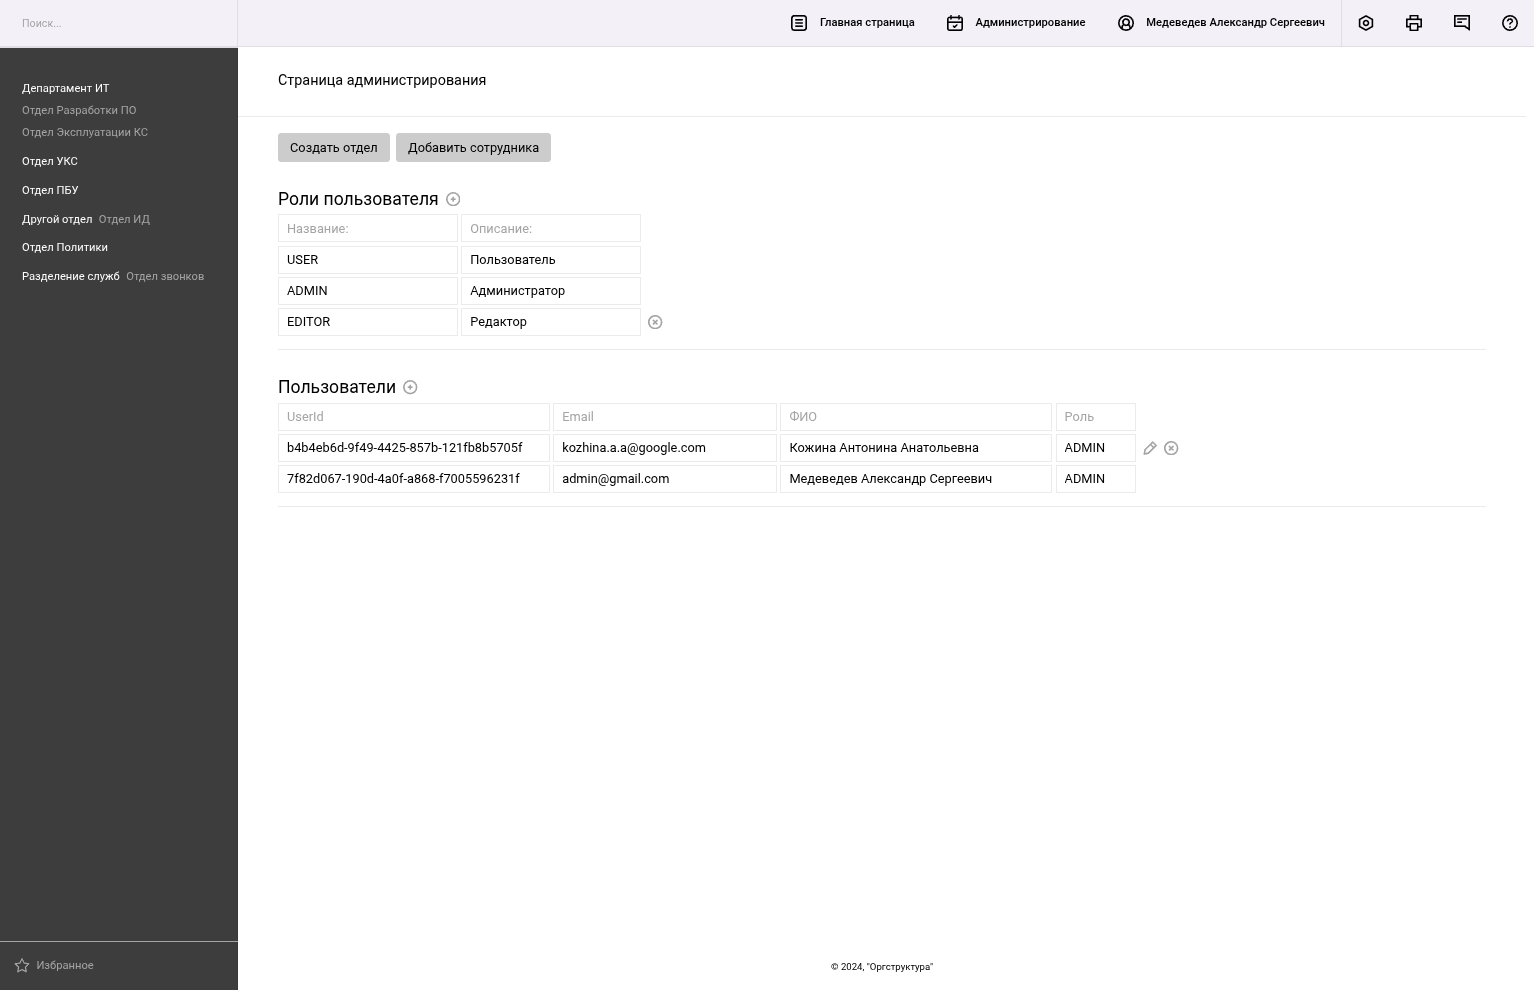 Поиск...
Главная страница
Администрирование
Медеведев Александр Сергеевич
Департамент ИТ
Отдел Разработки ПО
Отдел Эксплуатации КС
Отдел УКС
Отдел ПБУ
Другой отдел Отдел ИД
Отдел Политики
Разделение служб Отдел звонков
Избранное
Страница администрирования
Создать отдел Добавить сотрудника
Роли пользователя
Название: Описание:
USER Пользователь
ADMIN Администратор
EDITOR Редактор
Пользователи
UserId Email ФИО Роль
b4b4eb6d-9f49-4425-857b-121fb8b5705f kozhina.a.a@google.com Кожина Антонина Анатольевна ADMIN
7f82d067-190d-4a0f-a868-f7005596231f admin@gmail.com Медеведев Александр Сергеевич ADMIN
© 2024, "Оргструктура"